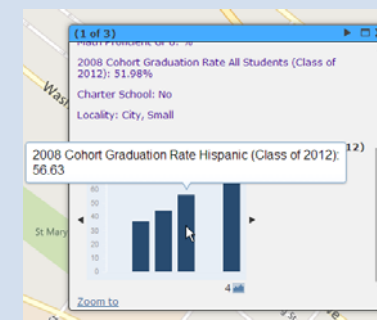 (1 of 3)
2008 Cohort Graduation Rate All Students (Class of
2012): 51.98%
Charter School: No
Locality: City, Small
12)
2008 Cohort Graduation Rate Hispanic (Class of 2012):
56.63
60
50
40
30
20
10
0
St Mary
4
Zoom to